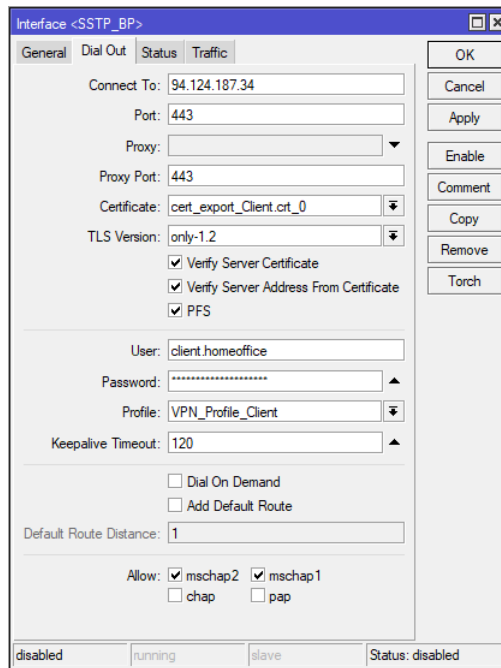 Interface <SSTP_BP>
General Dial Out Status Traffic
OK
Connect To: 94.124.187.34
Cancel
Port: 443
Apply
Proxy:
Enable
Proxy Port: 443
Comment
Certificate: cert_export_Client.crt_0
Copy
TLS Version: only-1.2
Remove
Verify Server Certificate
Torch
Verify Server Address From Certificate
PFS
User: client.homeoffice
Password: ********************
Profile: VPN_Profile_Client
Keepalive Timeout: 120
Dial On Demand
Add Default Route
Default Route Distance: 1
Allow: mschap2 mschap1
chap pap
disabled running slave Status: disabled